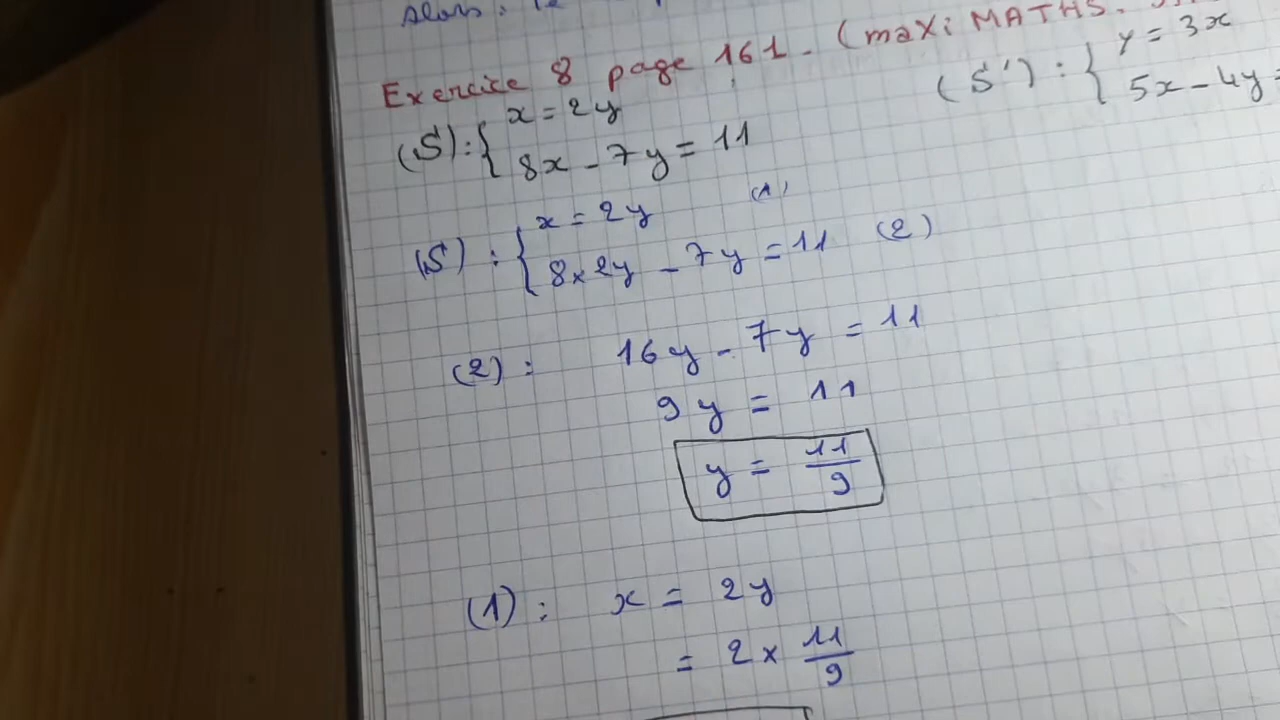 Alors :
Exercice 8 page 161. (maxi MATHS.
(S) : { x = 2y
8x - 7y = 11
(S') : { y = 3x
5x - 4y =
(S) : { x = 2y (1)
8×2y - 7y = 11 (2)
(2) : 16y - 7y = 11
9y = 11
y = 11/9
(1) : x = 2y
= 2 × 11/9